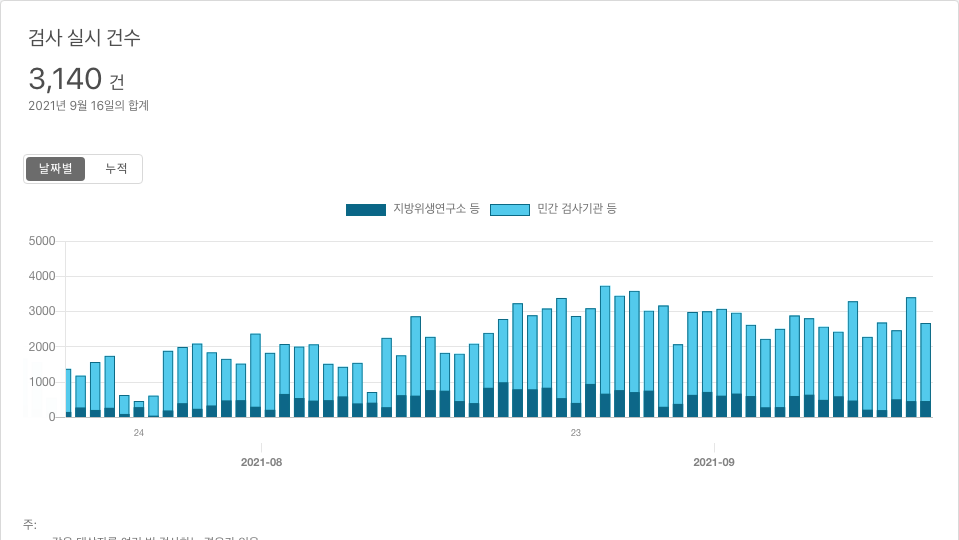 검사 실시 건수
3,140 건
2021년 9월 16일의 합계
날짜별 누적
지방위생연구소 등 민간 검사기관 등
5000
4000
3000
2000
1000
0
24 23
2021-08 2021-09
주: